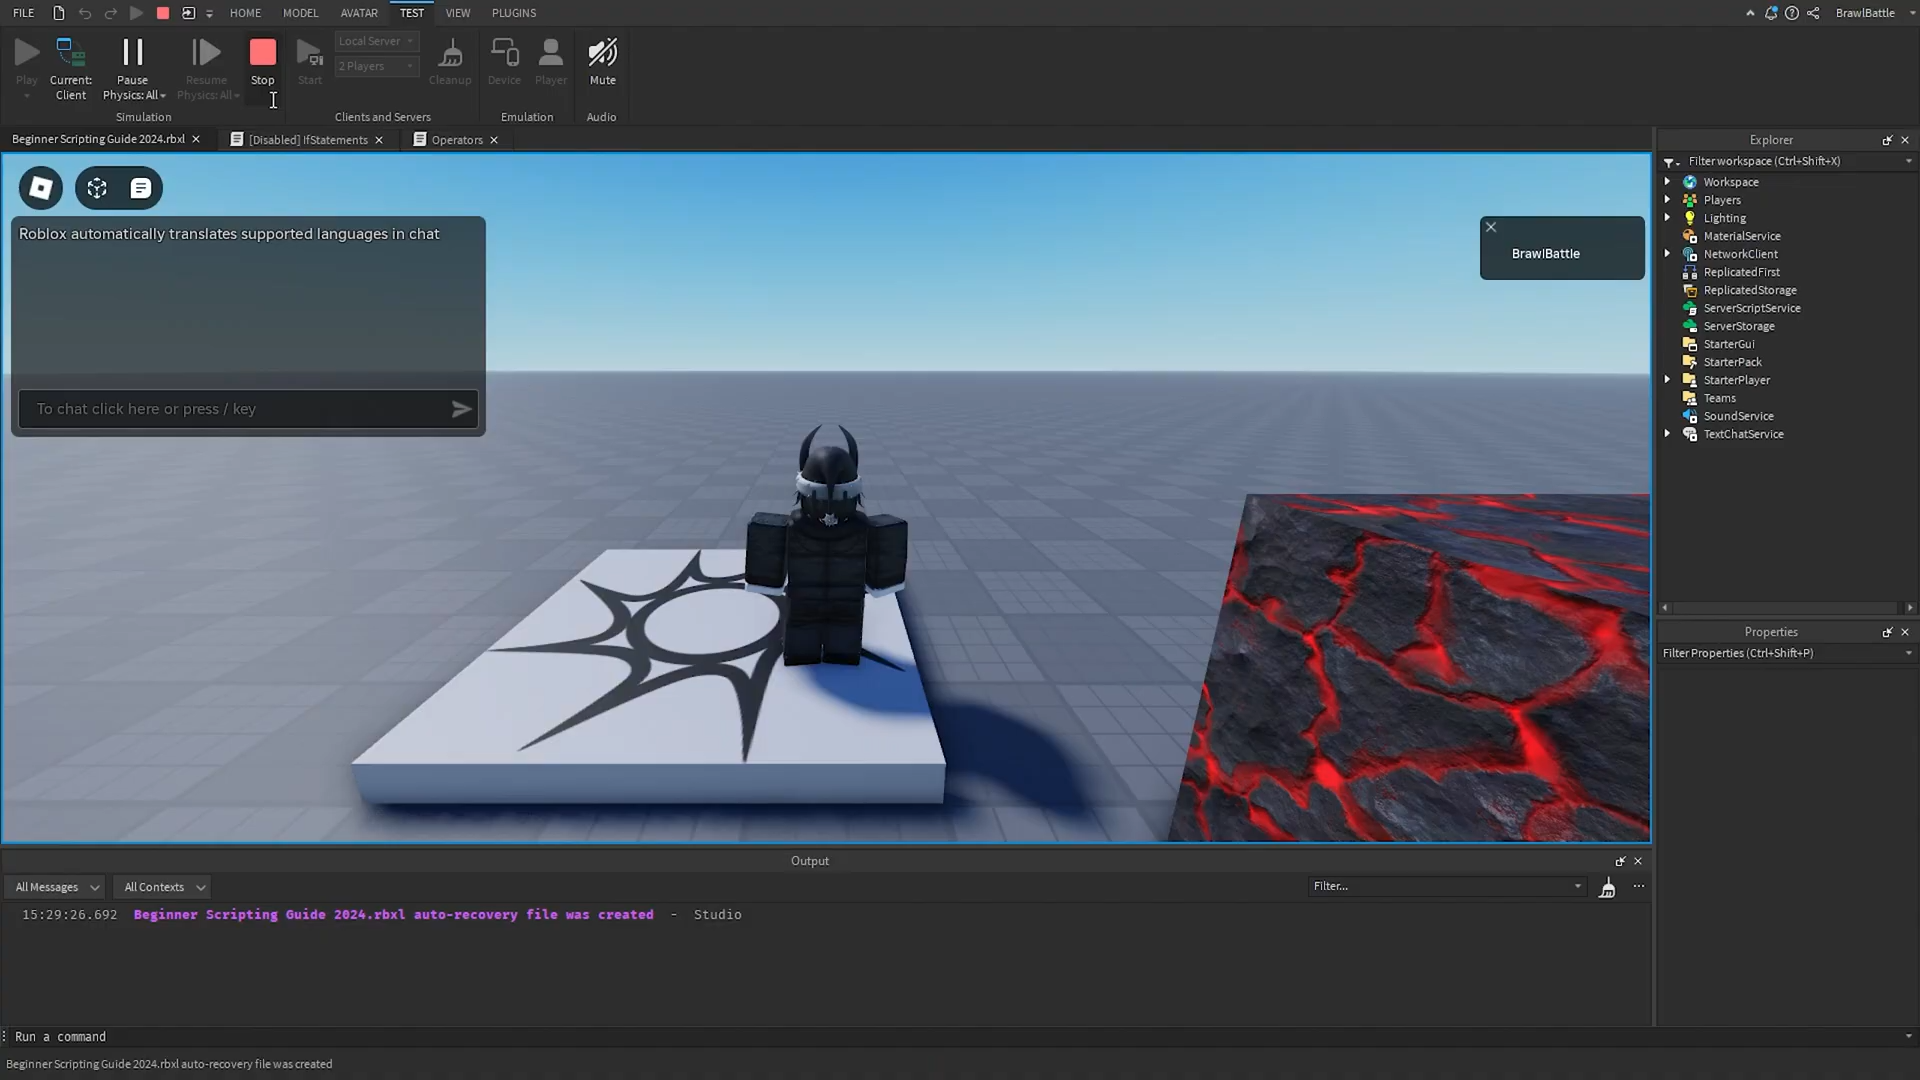 FILE HOME MODEL AVATAR TEST VIEW PLUGINS BrawlBattle
Play Current: Client Pause Physics: All Resume Physics: All Stop Start Local Server 2 Players Cleanup Device Player Mute
Simulation Clients and Servers Emulation Audio
Beginner Scripting Guide 2024.rbxl [Disabled] IfStatements Operators
Roblox automatically translates supported languages in chat
To chat click here or press / key
BrawlBattle
Explorer
Filter workspace (Ctrl+Shift+X)
Workspace
Players
Lighting
MaterialService
NetworkClient
ReplicatedFirst
ReplicatedStorage
ServerScriptService
ServerStorage
StarterGui
StarterPack
StarterPlayer
Teams
SoundService
TextChatService
Properties
Filter Properties (Ctrl+Shift+P)
Output
All Messages All Contexts Filter...
15:29:26.692 Beginner Scripting Guide 2024.rbxl auto-recovery file was created - Studio
Run a command
Beginner Scripting Guide 2024.rbxl auto-recovery file was created